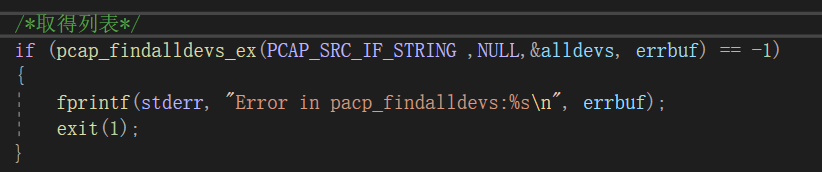 /*取得列表*/
if (pcap_findalldevs_ex(PCAP_SRC_IF_STRING ,NULL,&alldevs, errbuf) == -1)
{
fprintf(stderr, "Error in pacp_findalldevs:%s\n", errbuf);
exit(1);
}